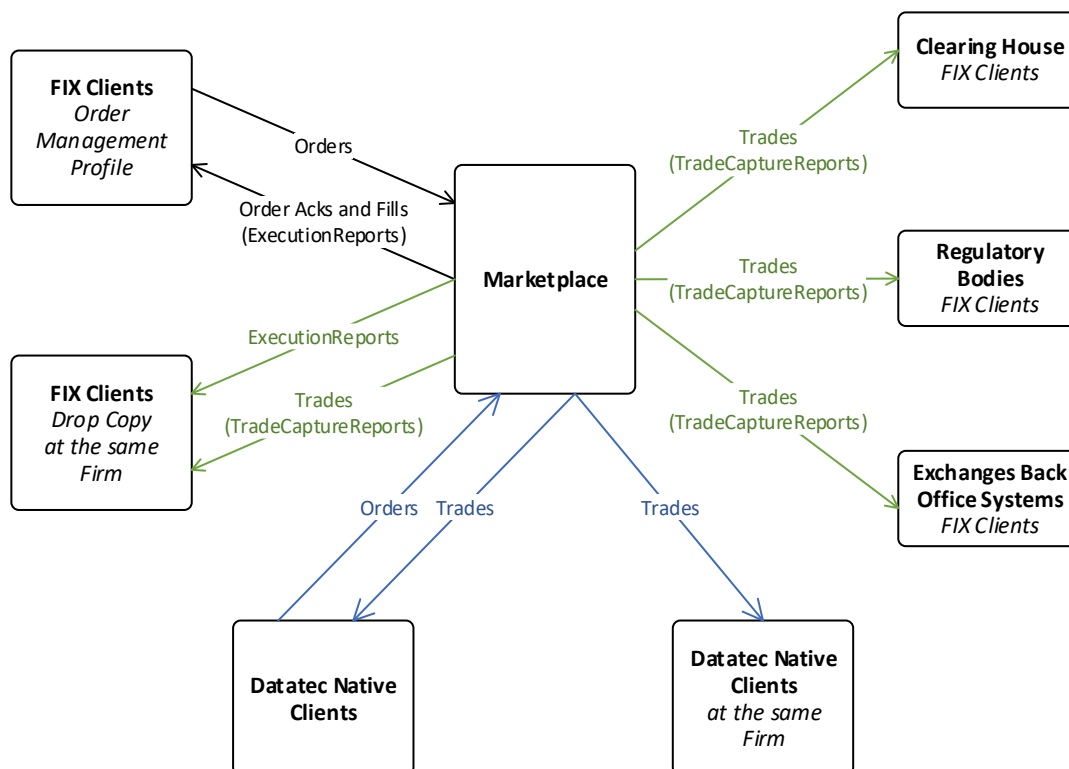 Clearing House
FIX Clients
FIX Clients
Order
Management
Profile
Orders
Trades
(TradeCaptureReports)
Order Acks and Fills
(ExecutionReports)
Marketplace
Trades
(TradeCaptureReports)
Regulatory
Bodies
FIX Clients
ExecutionReports
FIX Clients
Drop Copy
at the same
Firm
Trades
(TradeCaptureReports)
Trades
(TradeCaptureReports)
Exchanges Back
Office Systems
FIX Clients
Orders
Trades
Trades
Datatec Native
Clients
Datatec Native
Clients
at the same
Firm